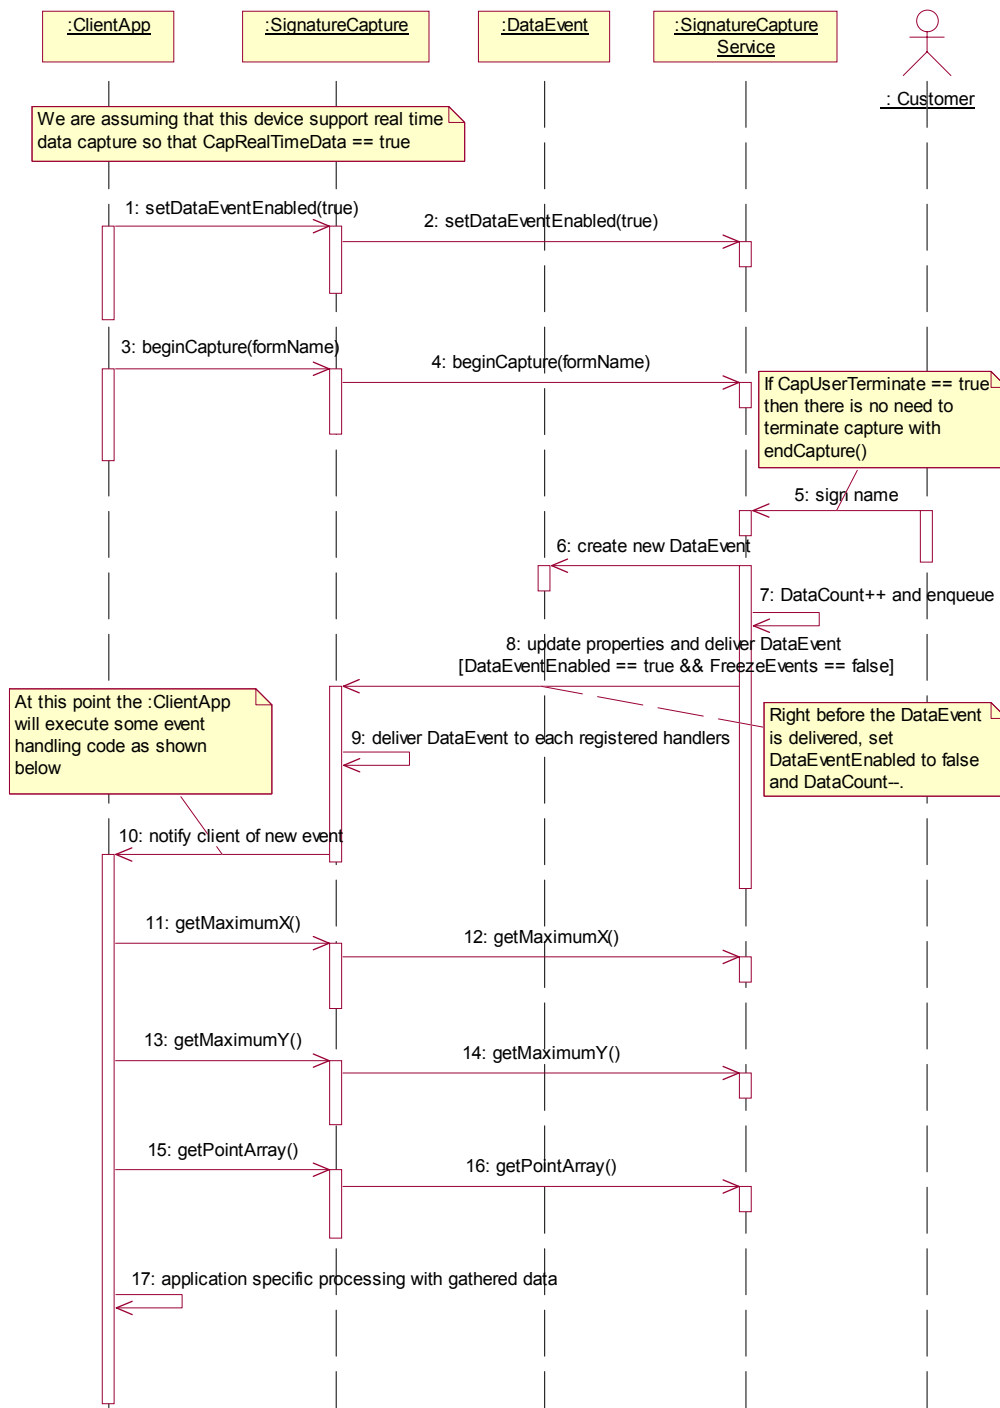 :ClientApp
:SignatureCapture
:DataEvent
:SignatureCapture
Service
: Customer
We are assuming that this device support real time
data capture so that CapRealTimeData == true
1: setDataEventEnabled(true)
2: setDataEventEnabled(true)
3: beginCapture(formName)
4: beginCapture(formName)
If CapUserTerminate == true
then there is no need to
terminate capture with
endCapture()
5: sign name
6: create new DataEvent
7: DataCount++ and enqueue
8: update properties and deliver DataEvent
[DataEventEnabled == true && FreezeEvents == false]
At this point the :ClientApp
will execute some event
handling code as shown
below
Right before the DataEvent
is delivered, set
DataEventEnabled to false
and DataCount--.
9: deliver DataEvent to each registered handlers
10: notify client of new event
11: getMaximumX()
12: getMaximumX()
13: getMaximumY()
14: getMaximumY()
15: getPointArray()
16: getPointArray()
17: application specific processing with gathered data